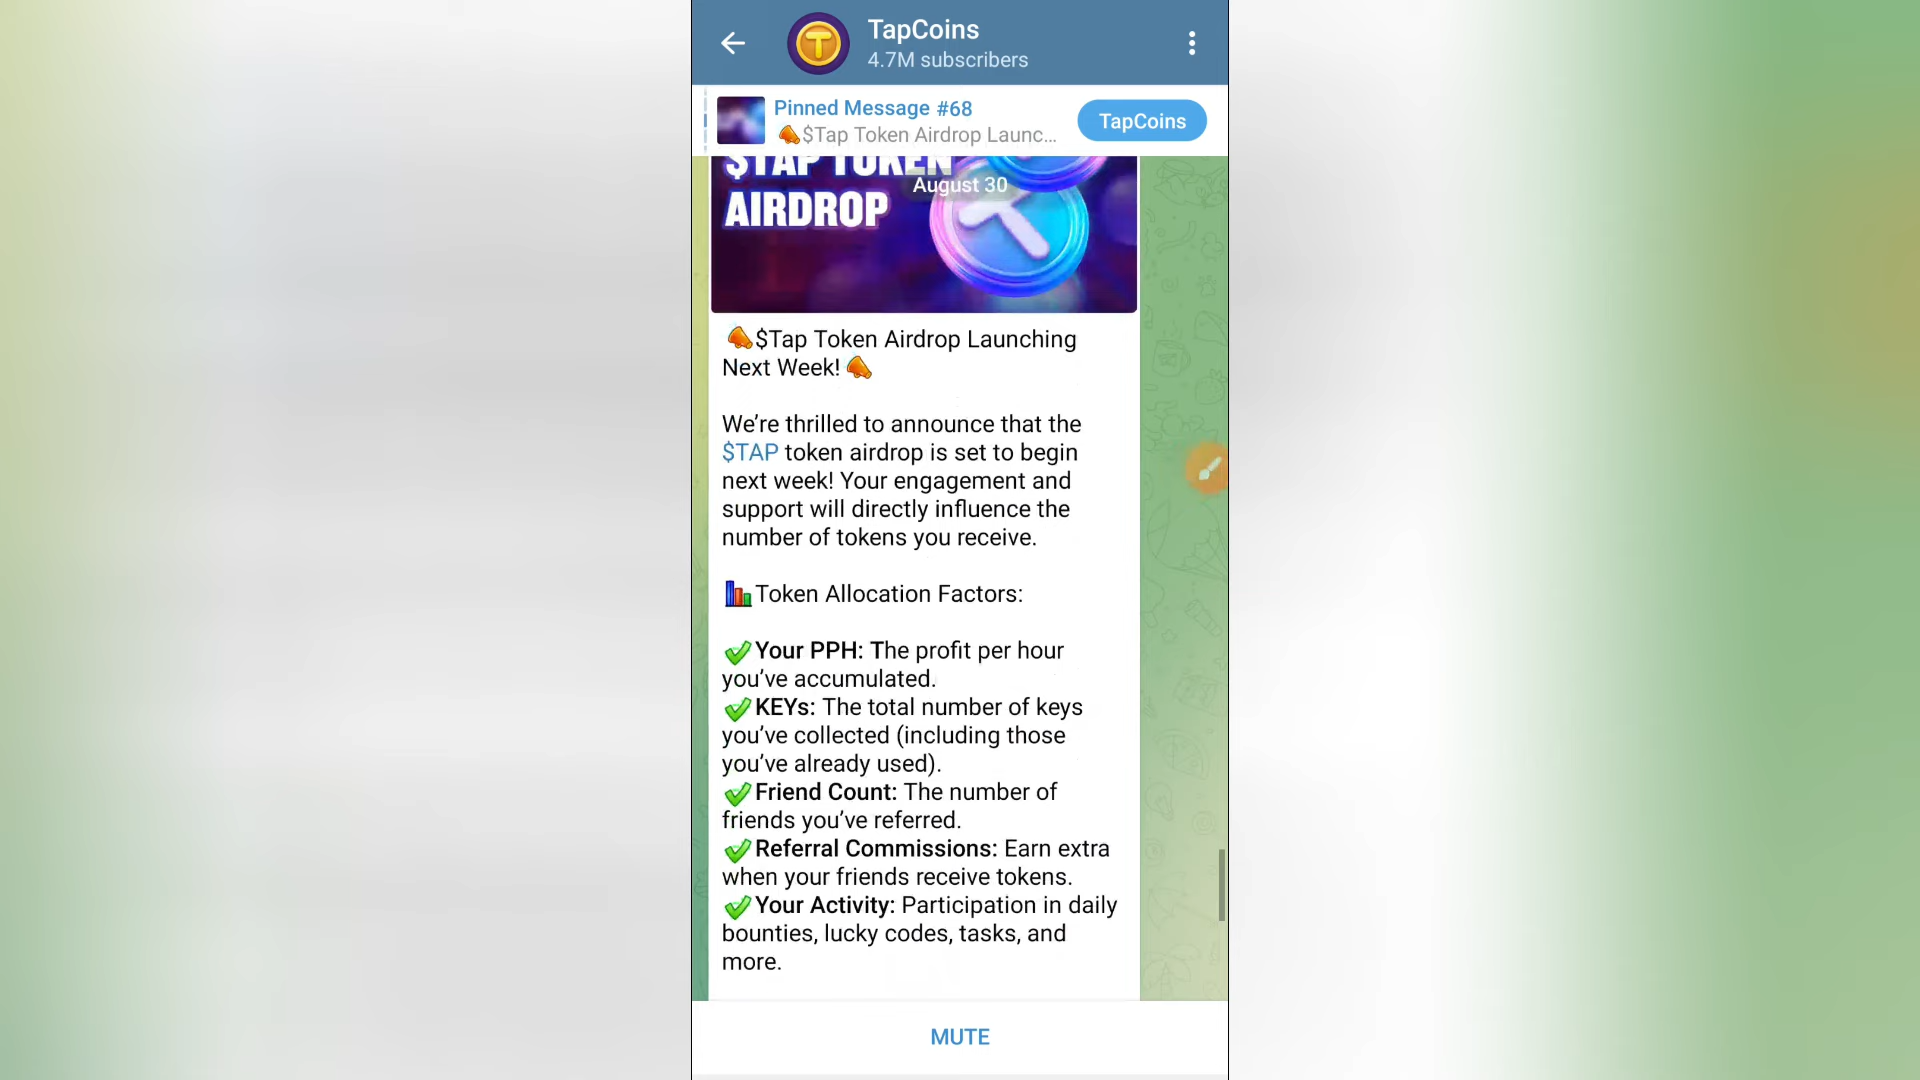 TapCoins
4.7M subscribers
Pinned Message #68
📣$Tap Token Airdrop Launc...
TapCoins
$TAP TOKEN
AIRDROP
August 30
📣$Tap Token Airdrop Launching
Next Week!📣
We’re thrilled to announce that the
$TAP token airdrop is set to begin
next week! Your engagement and
support will directly influence the
number of tokens you receive.
📊Token Allocation Factors:
✅Your PPH: The profit per hour
you’ve accumulated.
✅KEYs: The total number of keys
you’ve collected (including those
you’ve already used).
✅Friend Count: The number of
friends you’ve referred.
✅Referral Commissions: Earn extra
when your friends receive tokens.
✅Your Activity: Participation in daily
bounties, lucky codes, tasks, and
more.
MUTE